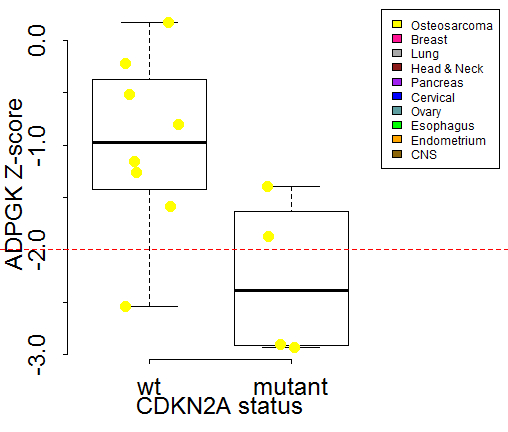 Osteosarcoma
Breast
Lung
Head & Neck
Pancreas
Cervical
Ovary
Esophagus
Endometrium
CNS
ADPGK Z-score
0.0
-1.0
-2.0
-3.0
wt mutant
CDKN2A status